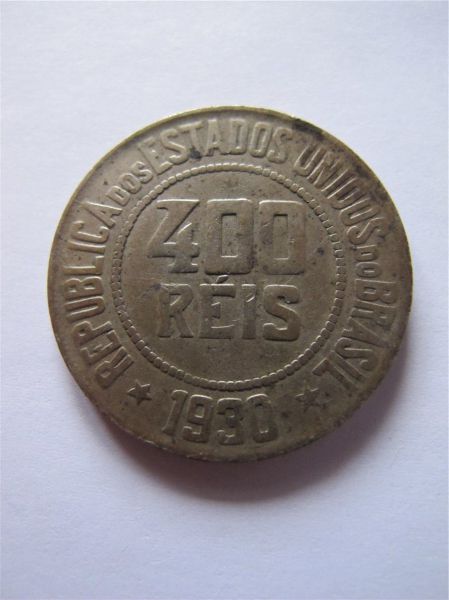 REPUBLICA DOS ESTADOS UNIDOS DO BRASIL
400
RÉIS
★ 1930 ★